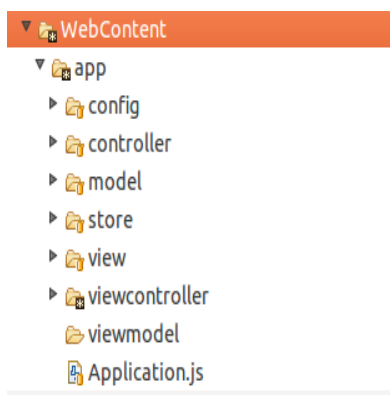 WebContent
app
config
controller
model
store
view
viewcontroller
viewmodel
Application.js